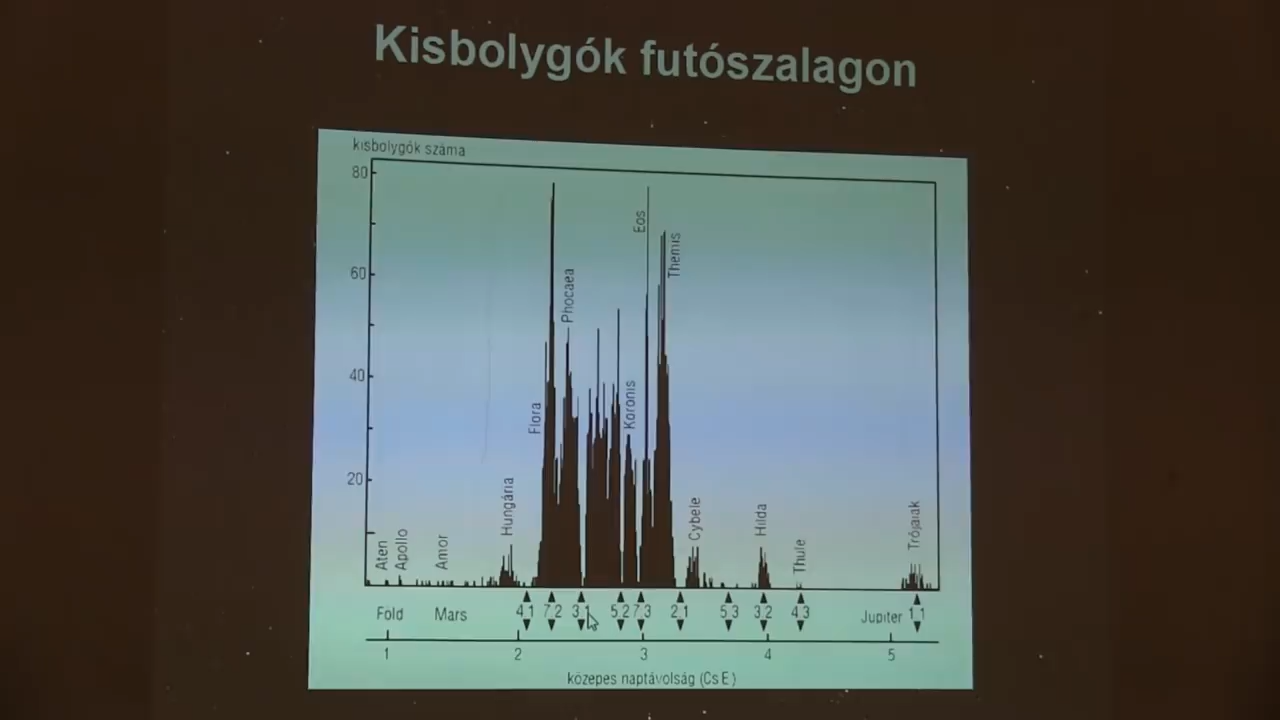 Kisbolygók futószalagon
kisbolygók száma
80
60
40
20
Aten
Apollo
Amor
Hungária
Flora
Phocaea
Koronis
Eos
Themis
Cybele
Hilda
Thule
Trójaiak
Föld Mars 4.1 7.2 3.1 5.2 7.3 2.1 5.3 3.2 4.3 Jupiter 1.1
1 2 3 4 5
közepes naptávolság (CsE)